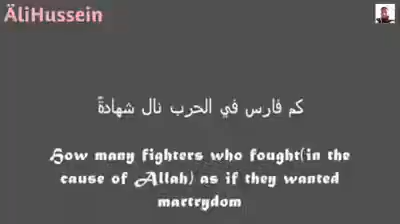 ÄliHussein
كم فارس في الحرب نال شهادةً
How many fighters who fought(in the
cause of Allah) as if they wanted
martrydom